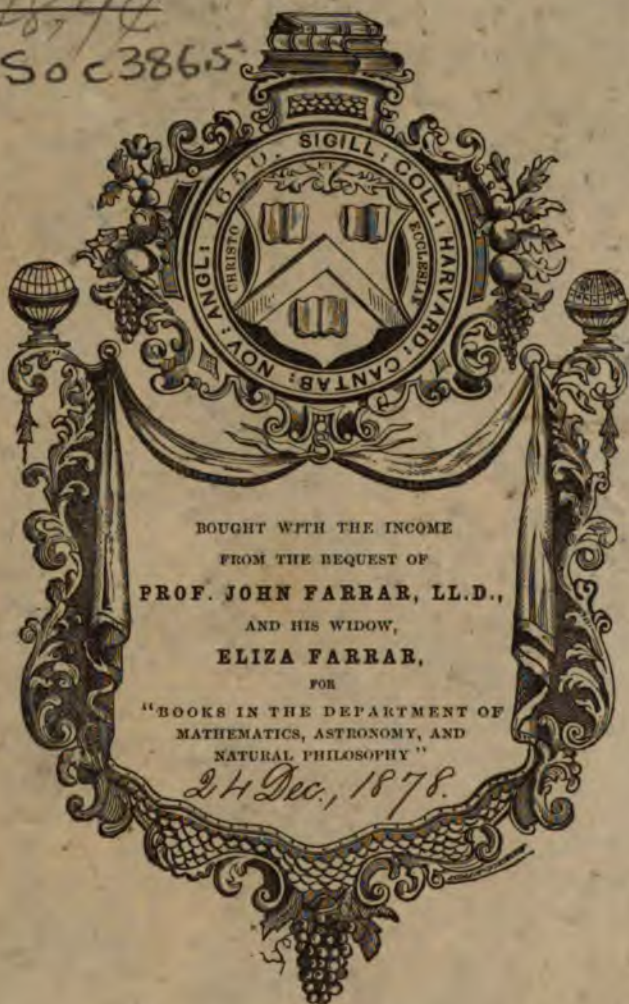 Soc 386.5
SIGILL: COLL: HARVARD: CANTAB: NOV: ANGL: 1650.
ET
CHRISTO
ECCLESIAE
BOUGHT WITH THE INCOME
FROM THE BEQUEST OF
PROF. JOHN FARRAR, LL.D.,
AND HIS WIDOW,
ELIZA FARRAR,
FOR
"BOOKS IN THE DEPARTMENT OF
MATHEMATICS, ASTRONOMY, AND
NATURAL PHILOSOPHY"
24 Dec., 1878.